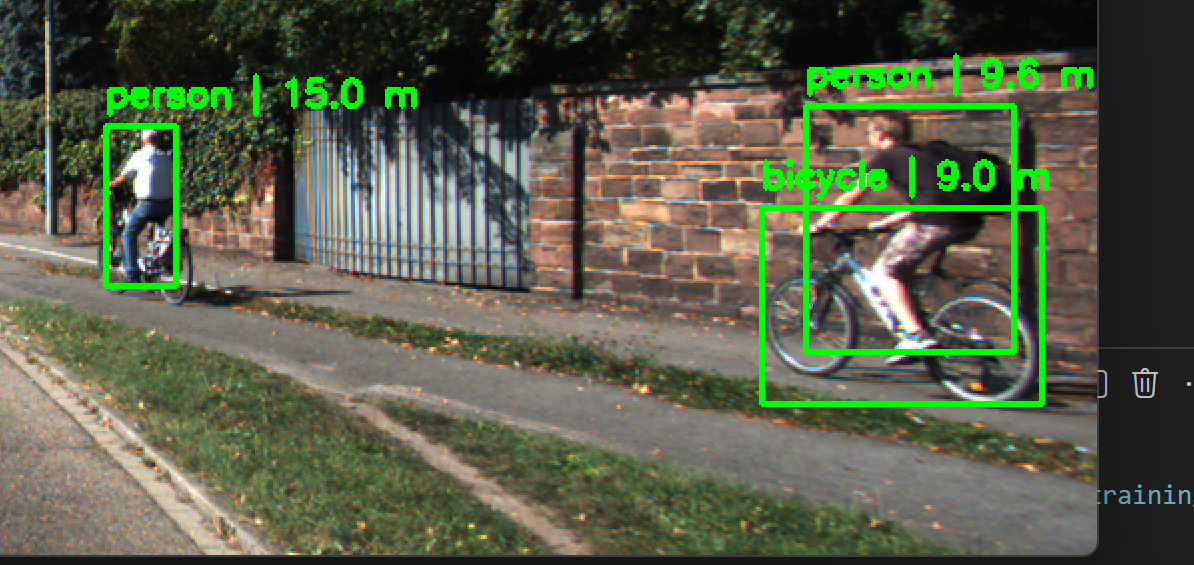 person | 15.0 m
person | 9.6 m
bicycle | 9.0 m
training